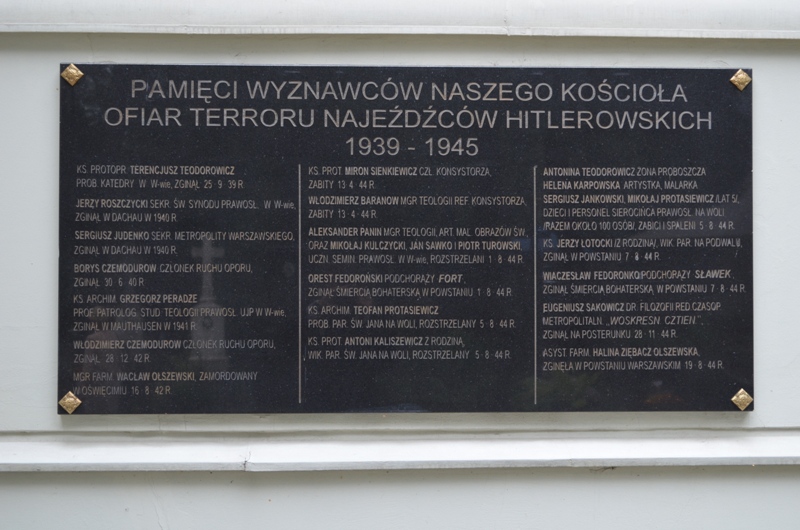 PAMIĘCI WYZNAWCÓW NASZEGO KOŚCIOŁA
OFIAR TERRORU NAJEŹDŹCÓW HITLEROWSKICH
1939 - 1945
KS. PROTOPR. TERENCJUSZ TEODOROWICZ
PROB. KATEDRY W W-wie, ZGINĄŁ 25 9 39 R.
JERZY ROSZCZYCKI SEKR. ŚW. SYNODU PRAWOSŁ. W W-wie,
ZGINĄŁ W DACHAU W 1940 R.
SERGIUSZ JUDENKO SEKR. METROPOLITY WARSZAWSKIEGO,
ZGINĄŁ W DACHAU W 1940 R.
BORYS CZEMODUROW CZŁONEK RUCHU OPORU,
ZGINĄŁ 30 6 40 R.
KS. ARCHIM. GRZEGORZ PERADZE
PROF. PATROLOG. STUD. TEOLOGII PRAWOSŁ. UJP W W-wie,
ZGINĄŁ W MAUTHAUSEN W 1941 R.
WŁODZIMIERZ CZEMODUROW CZŁONEK RUCHU OPORU,
ZGINĄŁ 28 12 42 R.
MGR FARM. WACŁAW OLSZEWSKI, ZAMORDOWANY
W OŚWIĘCIMIU 16 8 42 R.
KS. PROT. MIRON SIENKIEWICZ CZŁ. KONSYSTORZA,
ZABITY 13 4 44 R.
WŁODZIMIERZ BARANOW MGR TEOLOGII REF. KONSYSTORZA,
ZABITY 13 4 44 R.
ALEKSANDER PANIN MGR TEOLOGII, ART. MAL. OBRAZÓW ŚW.,
ORAZ MIKOŁAJ KULCZYCKI, JAN SAWKO I PIOTR TUROWSKI,
UCZN. SEMIN. PRAWOSŁ. W W-wie, ROZSTRZELANI 1 8 44 R.
OREST FEDOROŃSKI PODCHORĄŻY FORT,
ZGINĄŁ ŚMIERCIĄ BOHATERSKĄ W POWSTANIU 1 8 44 R.
KS. ARCHIM. TEOFAN PROTASIEWICZ
PROB. PAR. ŚW. JANA NA WOLI, ROZSTRZELANY 5 8 44 R.
KS. PROT. ANTONI KALISZEWICZ Z RODZINĄ,
WIK. PAR. ŚW. JANA NA WOLI, ROZSTRZELANY 5 8 44 R.
ANTONINA TEODOROWICZ ŻONA PROBOSZCZA
HELENA KARPOWSKA ARTYSTKA, MALARKA
SERGIUSZ JANKOWSKI, MIKOŁAJ PROTASIEWICZ /LAT 5/,
DZIECI I PERSONEL SIEROCIŃCA PRAWOSŁ. NA WOLI
/RAZEM OKOŁO 100 OSÓB/, ZABICI I SPALENI 5 8 44 R.
KS. JERZY ŁOTOCKI /Z RODZINĄ/, WIK. PAR. NA PODWALU,
ZGINĄŁ W POWSTANIU 7 8 44 R.
WIACZESŁAW FEDOROŃKO PODCHORĄŻY SŁAWEK,
ZGINĄŁ ŚMIERCIĄ BOHATERSKĄ, W POWSTANIU 7 8 44 R.
EUGENIUSZ SAKOWICZ DR. FILOZOFII RED. CZASOP.
METROPOLITALN. „WOSKRESN. CZTIEN”,
ZGINĄŁ NA POSTERUNKU 28 11 44 R.
ASYST. FARM. HALINA ZIĘBACZ OLSZEWSKA,
ZGINĘŁA W POWSTANIU WARSZAWSKIM 19 8 44 R.